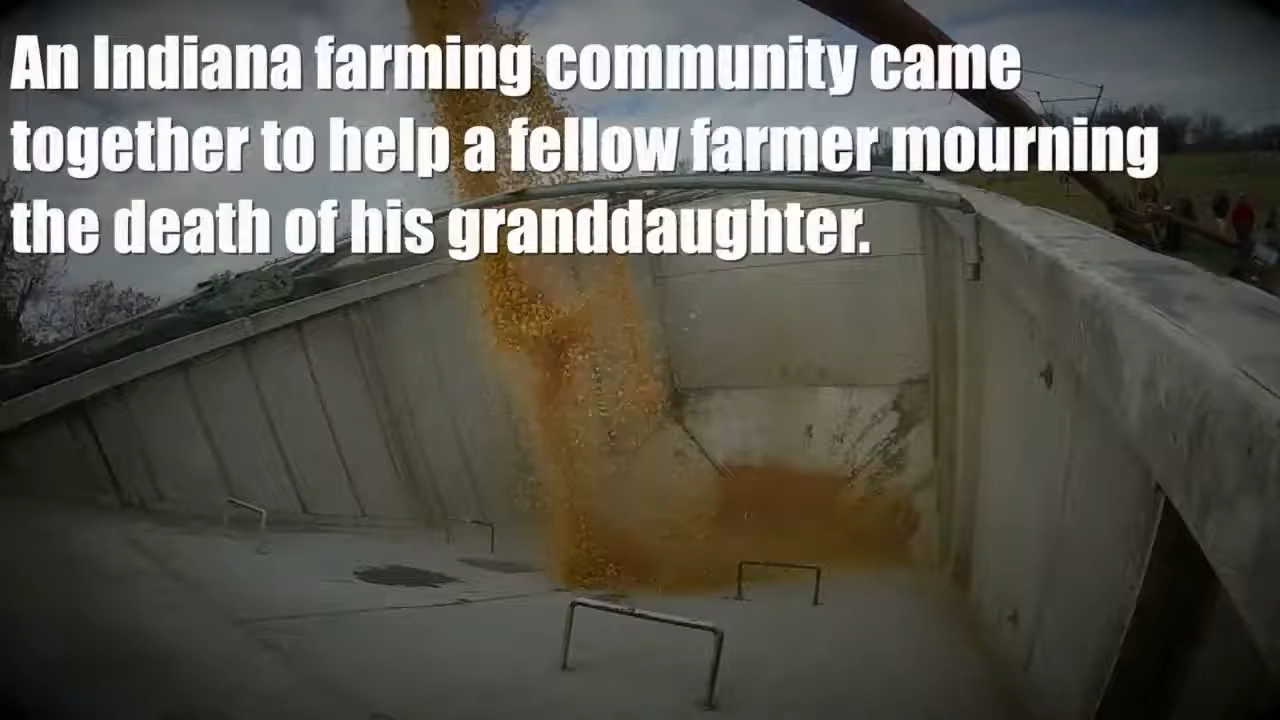 An Indiana farming community came
together to help a fellow farmer mourning
the death of his granddaughter.